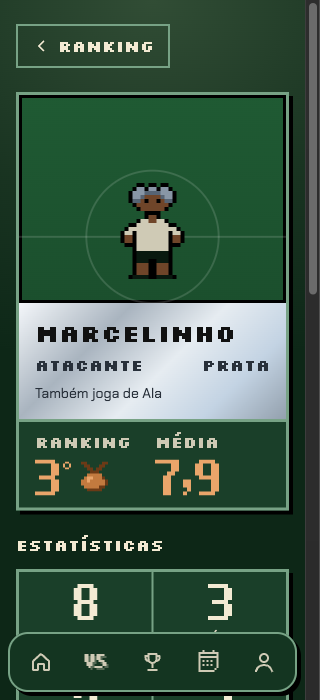 RANKING
MARCELINHO
ATACANTE PRATA
Também joga de Ala
RANKING MÉDIA
3° 7,9
ESTATÍSTICAS
8 3
VS